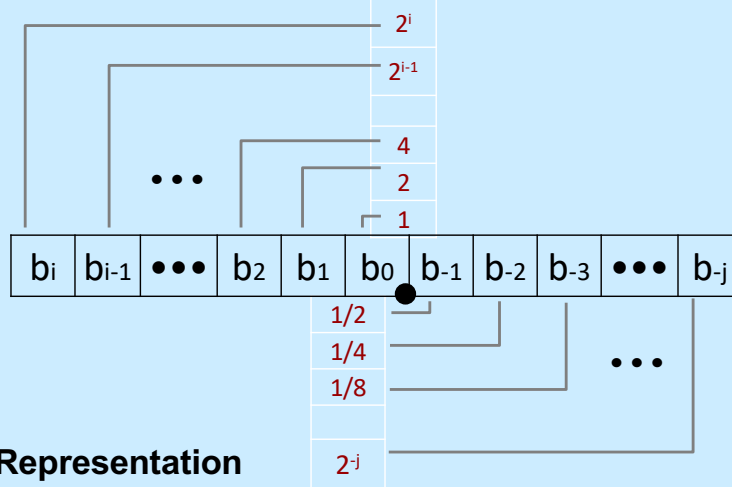 2ⁱ
2ⁱ⁻¹
4
•••
2
1
bᵢ bᵢ₋₁ ••• b₂ b₁ b₀ b₋₁ b₋₂ b₋₃ ••• b₋ⱼ
1/2
1/4
•••
1/8
Representation 2⁻ʲ